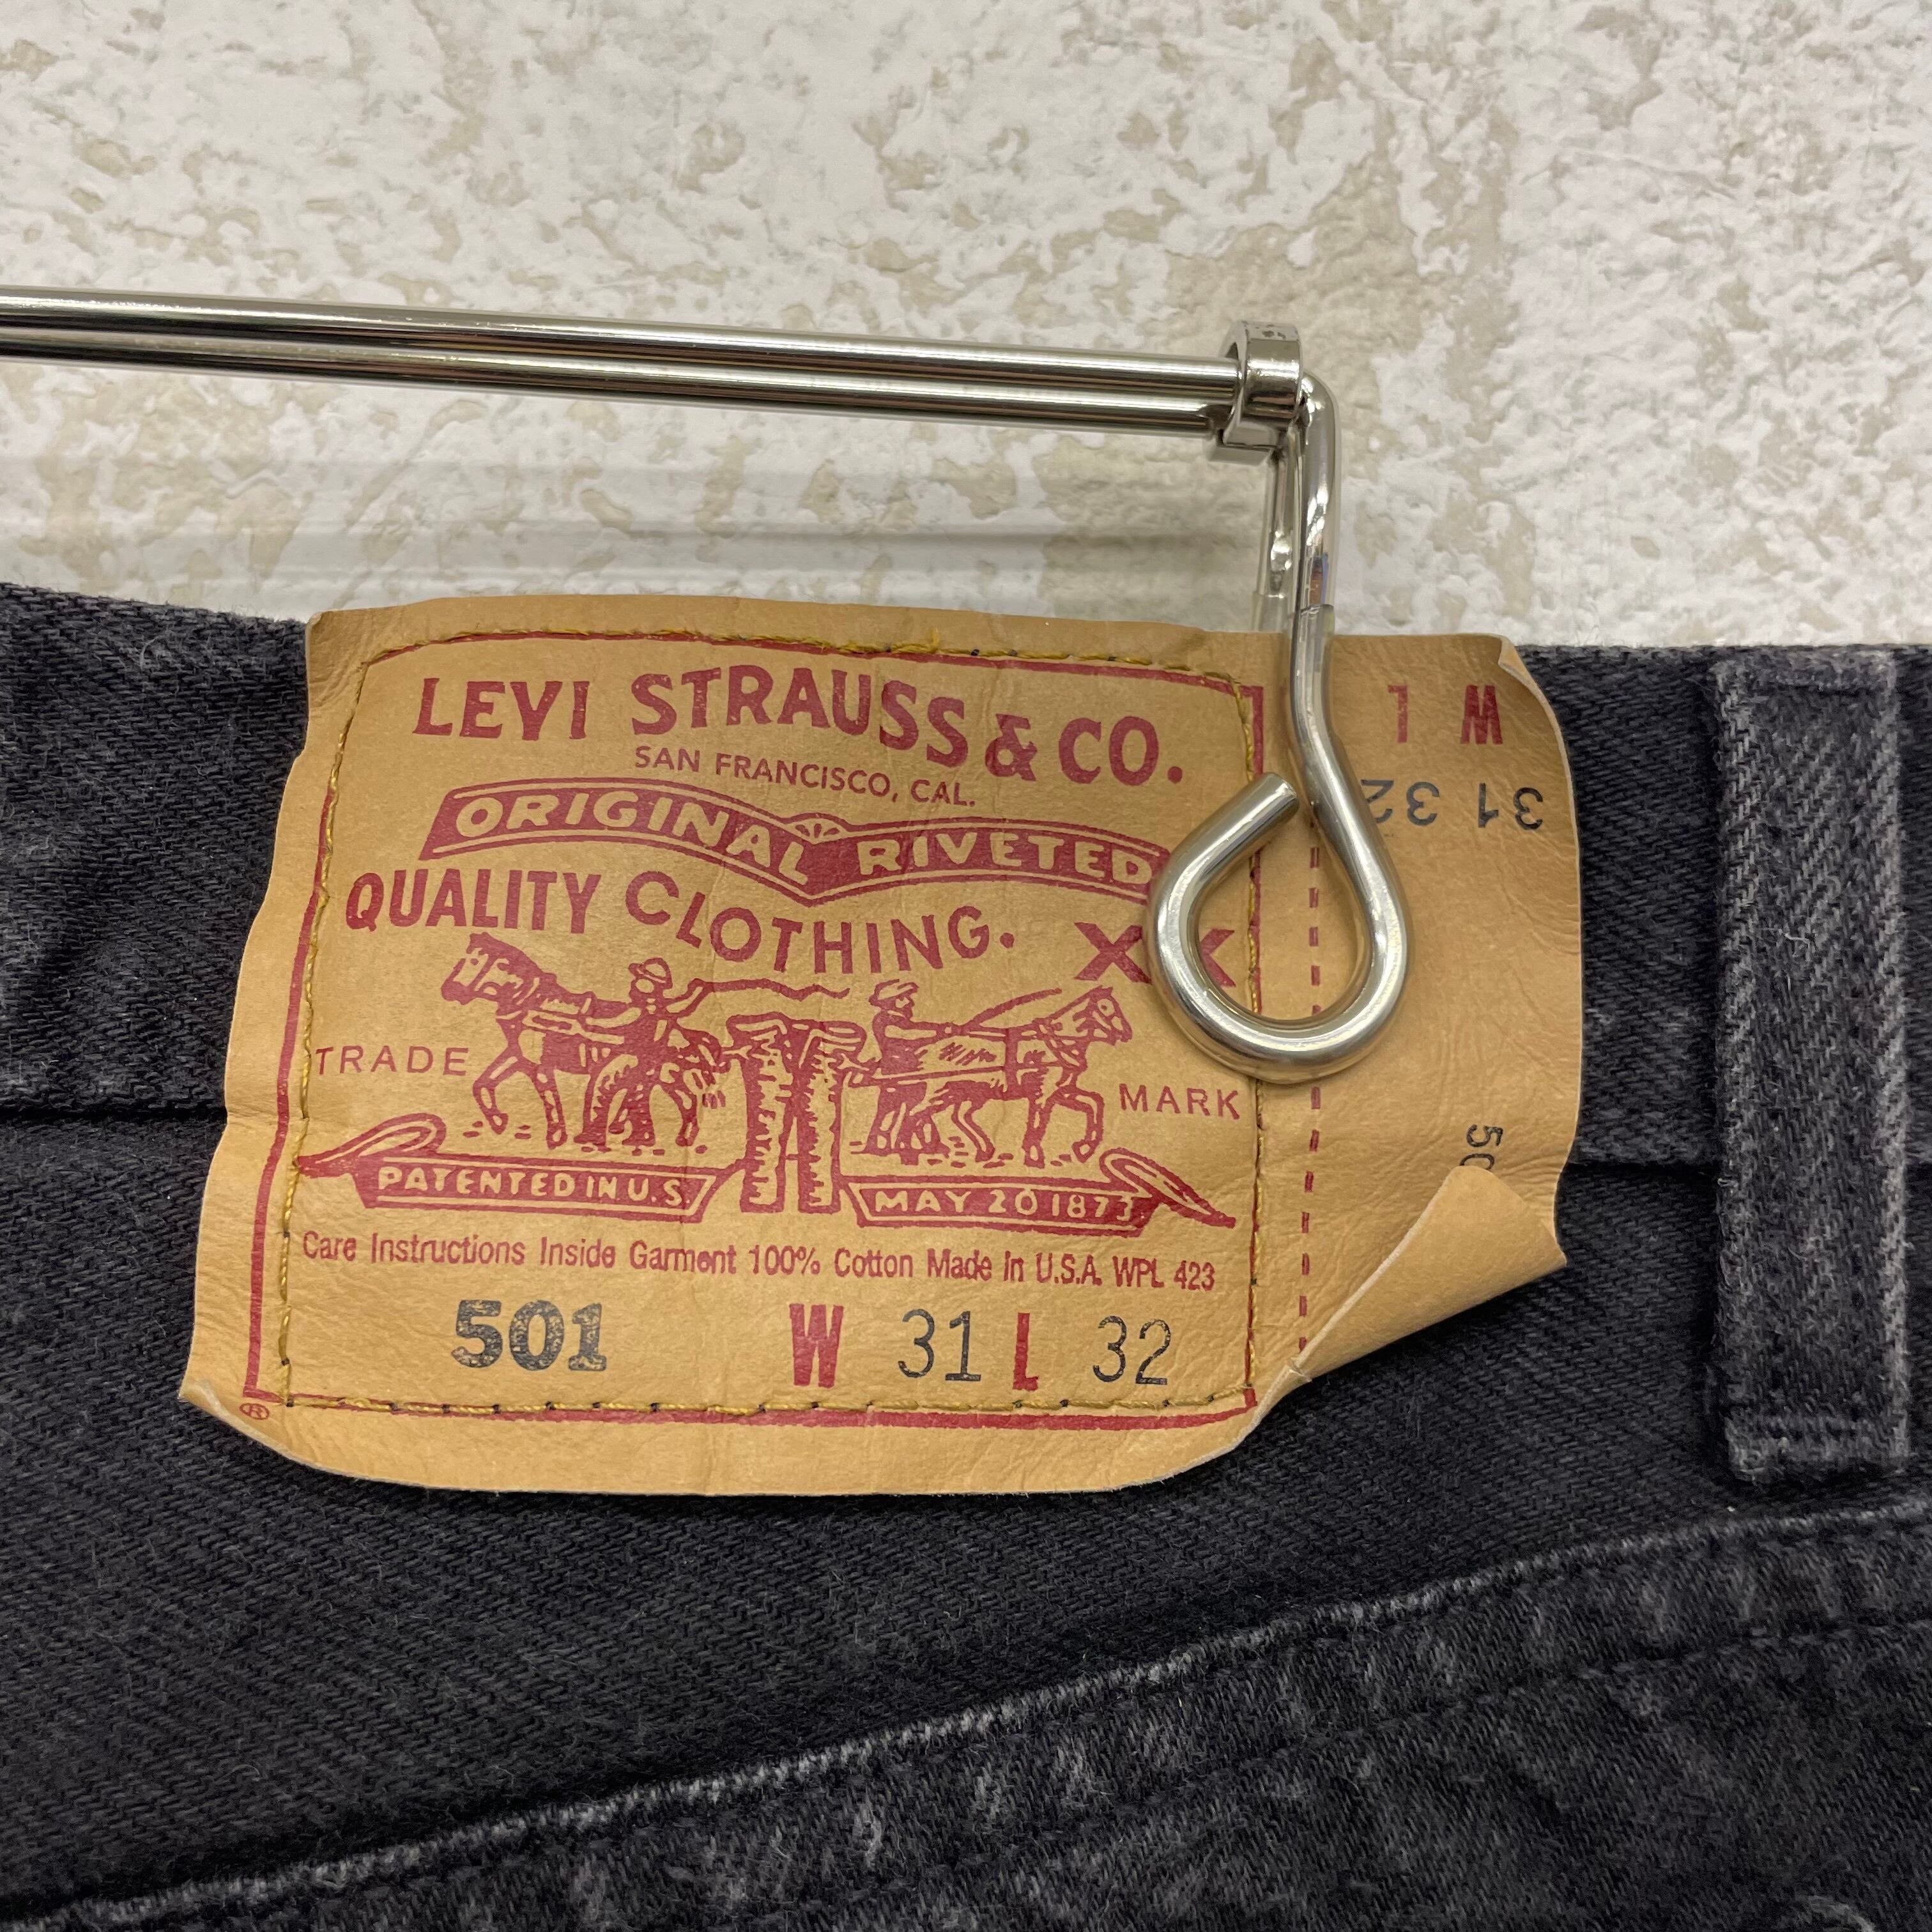 LEVI STRAUSS & CO.
SAN FRANCISCO, CAL.
ORIGINAL RIVETED
QUALITY CLOTHING. XX
TRADE MARK
PATENTED IN U.S. MAY 20 1873
Care Instructions Inside Garment 100% Cotton Made in U.S.A. WPL 423
501 W 31 L 32
®
W L
31 32